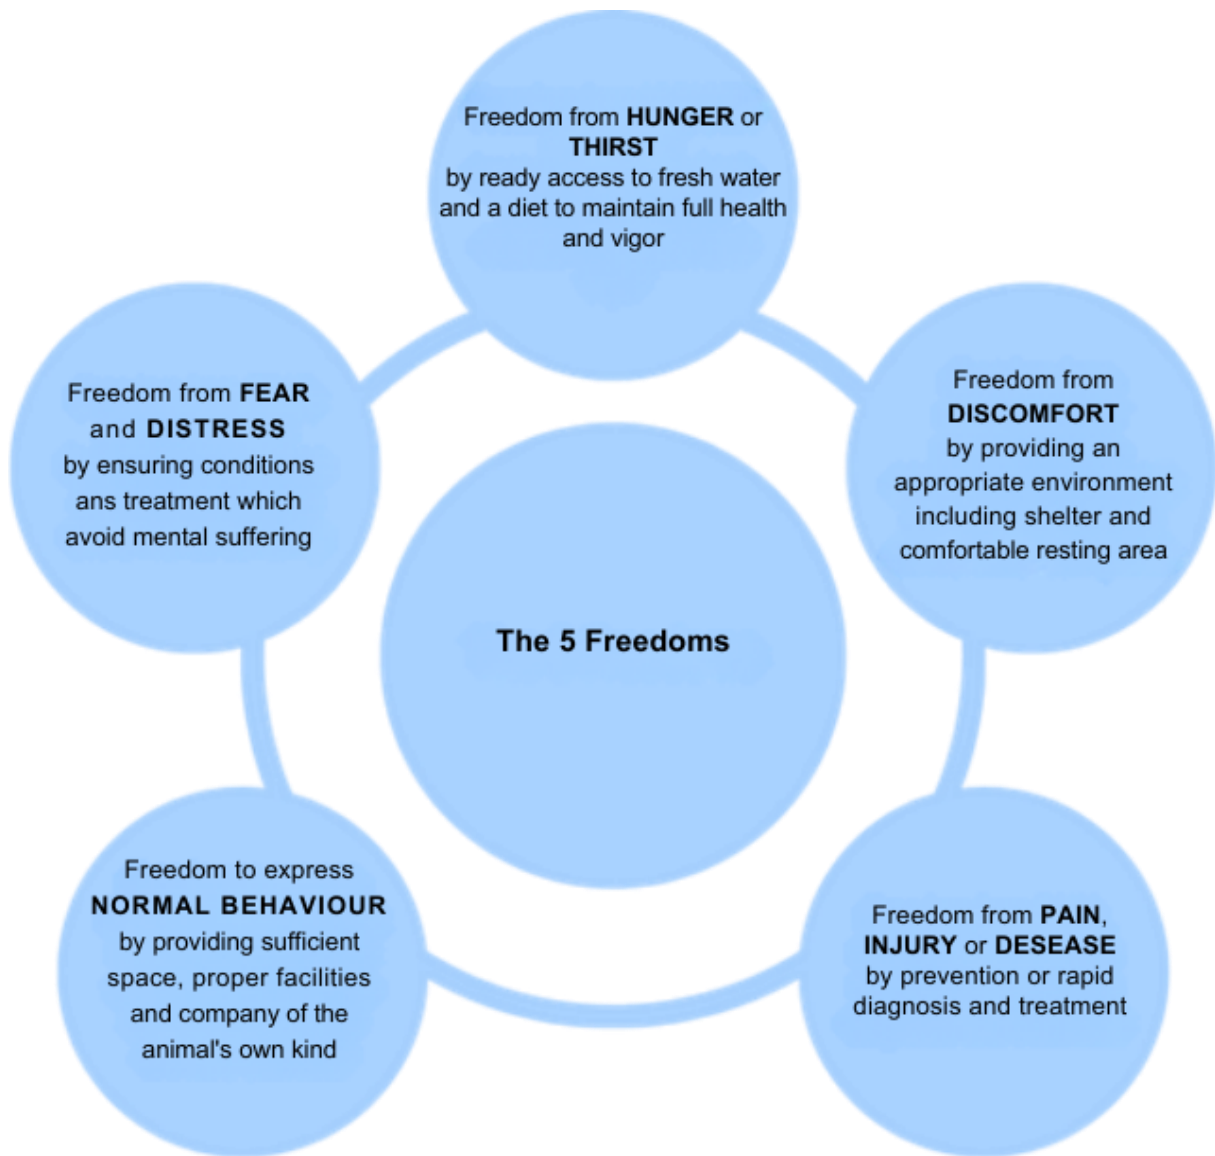 Freedom from HUNGER or
THIRST
by ready access to fresh water
and a diet to maintain full health
and vigor
Freedom from
DISCOMFORT
by providing an
appropriate environment
including shelter and
comfortable resting area
Freedom from PAIN,
INJURY or DESEASE
by prevention or rapid
diagnosis and treatment
Freedom to express
NORMAL BEHAVIOUR
by providing sufficient
space, proper facilities
and company of the
animal's own kind
Freedom from FEAR
and DISTRESS
by ensuring conditions
ans treatment which
avoid mental suffering
The 5 Freedoms